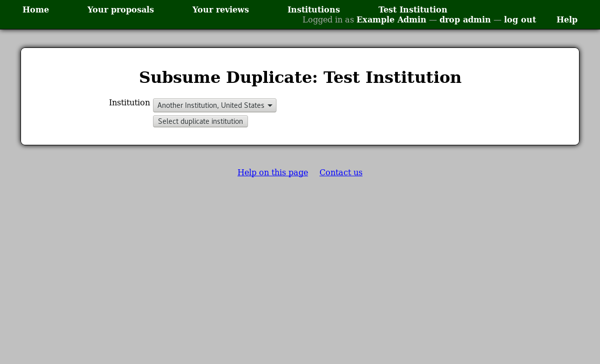 Home Your proposals Your reviews Institutions Test Institution
Logged in as Example Admin — drop admin — log out Help
Subsume Duplicate: Test Institution
Institution Another Institution, United States
Select duplicate institution
Help on this page Contact us